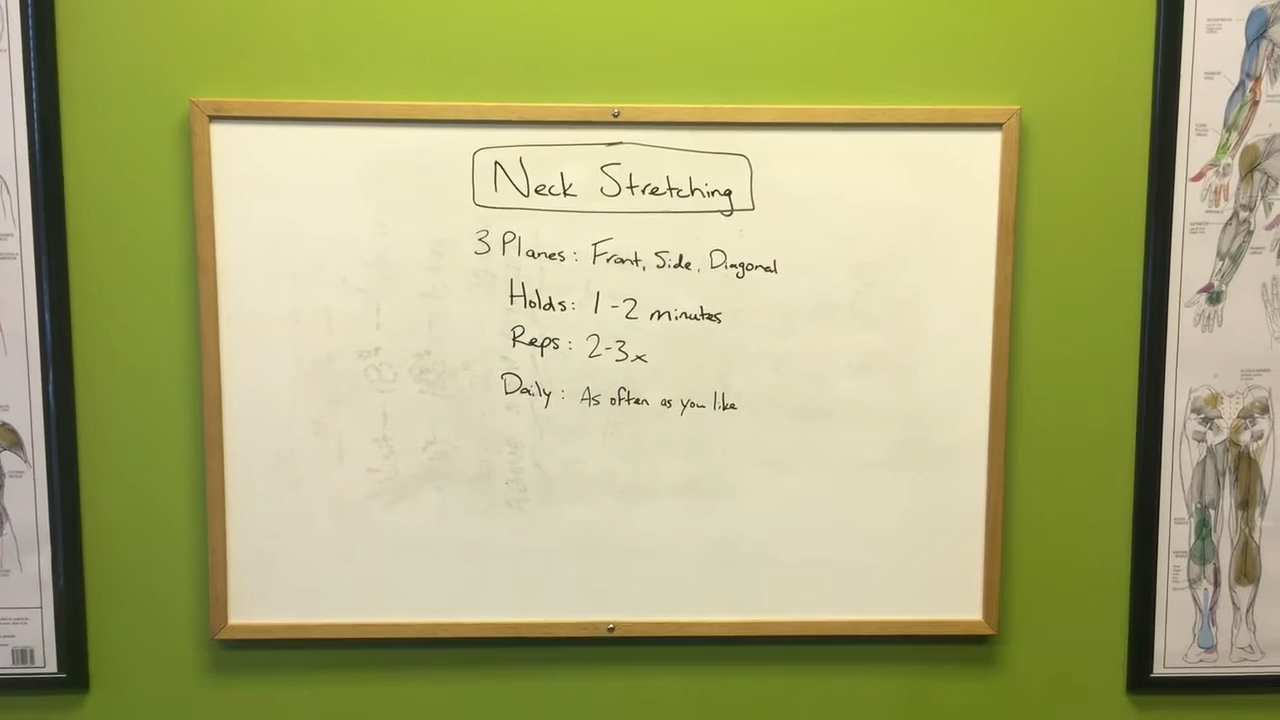 Neck Stretching
3 Planes: Front, Side, Diagonal
Holds: 1-2 minutes
Reps: 2-3x
Daily: As often as you like